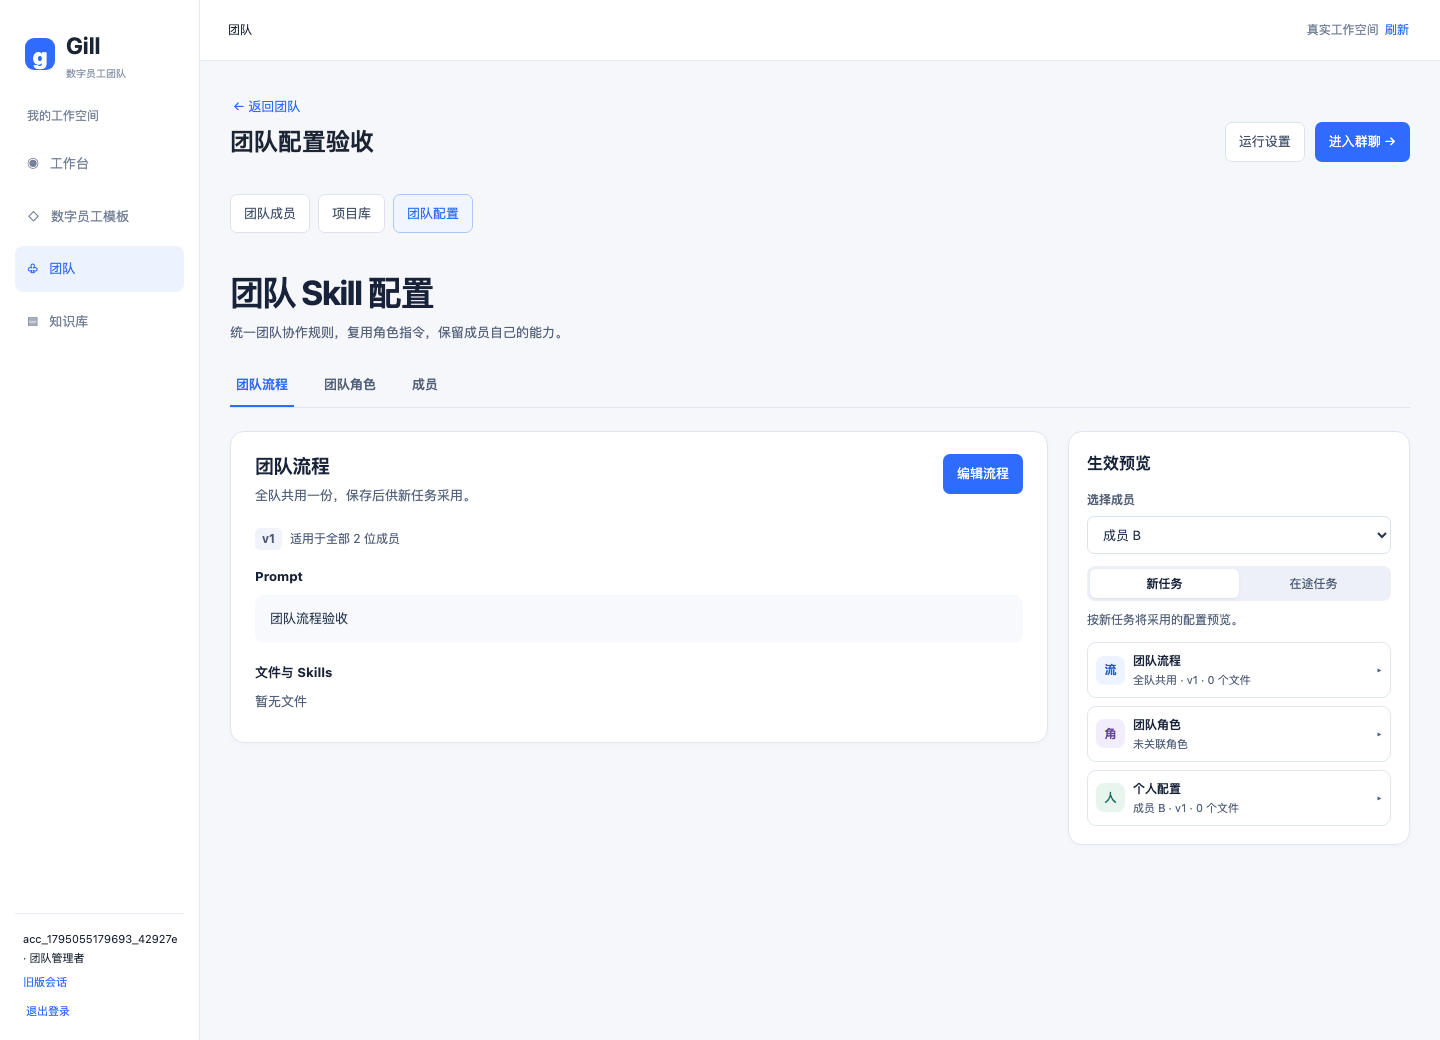 g
Gill
数字员工团队
我的工作空间
工作台
数字员工模板
团队
知识库
acc_1795055179693_42927e
· 团队管理者
旧版会话
退出登录
团队
真实工作空间 刷新
← 返回团队
团队配置验收
运行设置
进入群聊 →
团队成员
项目库
团队配置
团队 Skill 配置
统一团队协作规则，复用角色指令，保留成员自己的能力。
团队流程
团队角色
成员
团队流程
全队共用一份，保存后供新任务采用。
编辑流程
v1 适用于全部 2 位成员
Prompt
团队流程验收
文件与 Skills
暂无文件
生效预览
选择成员
成员 B
新任务
在途任务
按新任务将采用的配置预览。
流
团队流程
全队共用 · v1 · 0 个文件
角
团队角色
未关联角色
人
个人配置
成员 B · v1 · 0 个文件